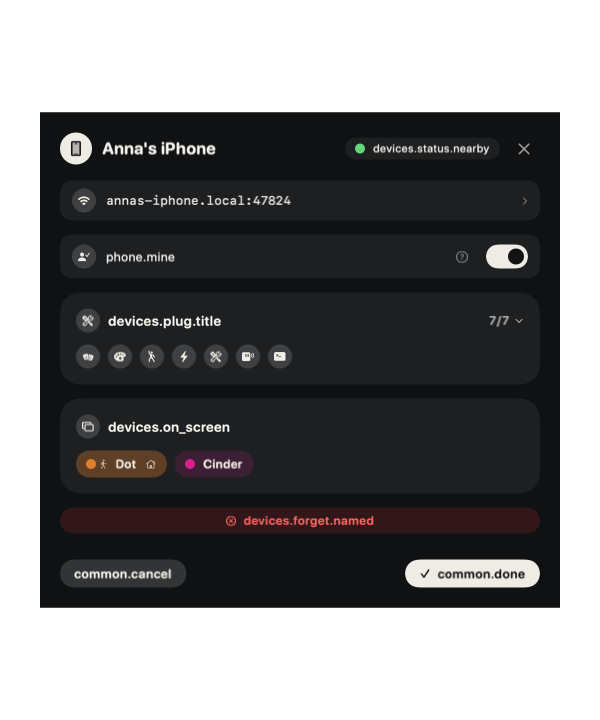 Anna's iPhone
devices.status.nearby
annas-iphone.local:47824
phone.mine
devices.plug.title
7/7
devices.on_screen
Dot
Cinder
devices.forget.named
common.cancel
common.done